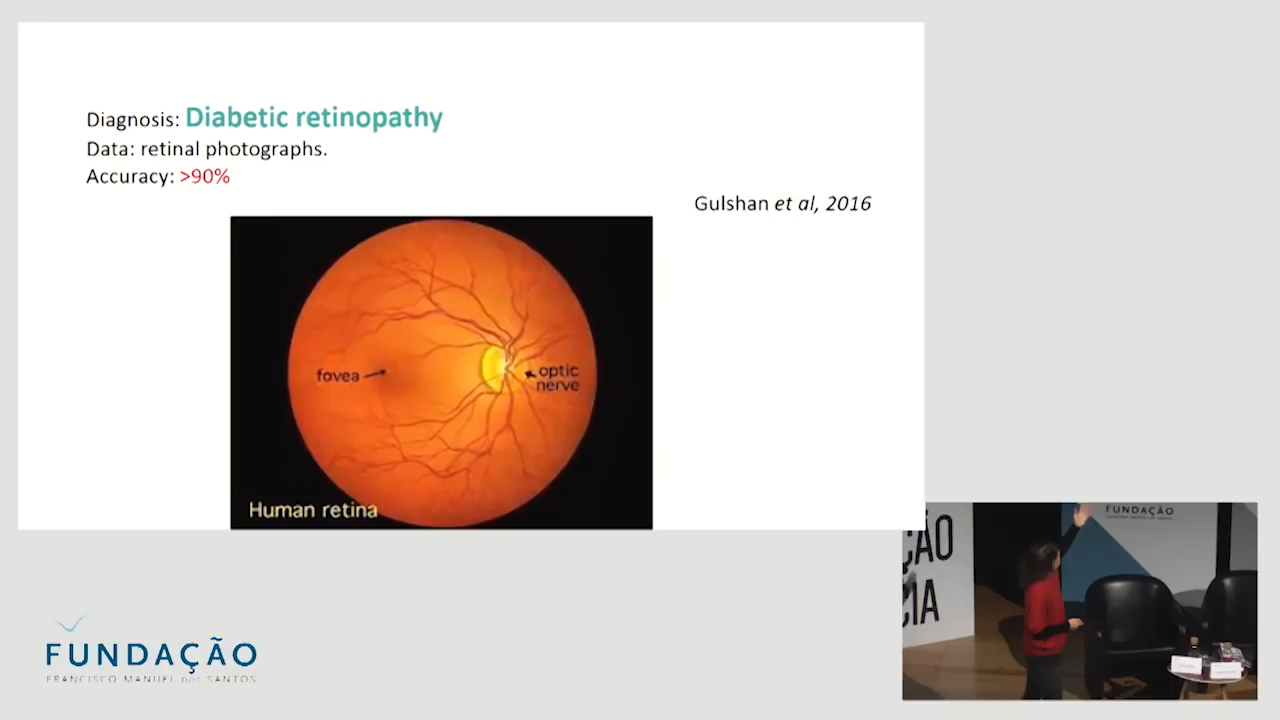 Diagnosis: Diabetic retinopathy
Data: retinal photographs.
Accuracy: >90%
Gulshan et al, 2016
fovea
optic
nerve
Human retina
FUNDAÇÃO
FRANCISCO MANUEL DOS SANTOS
FUNDAÇÃO
ÇÃO
CIA